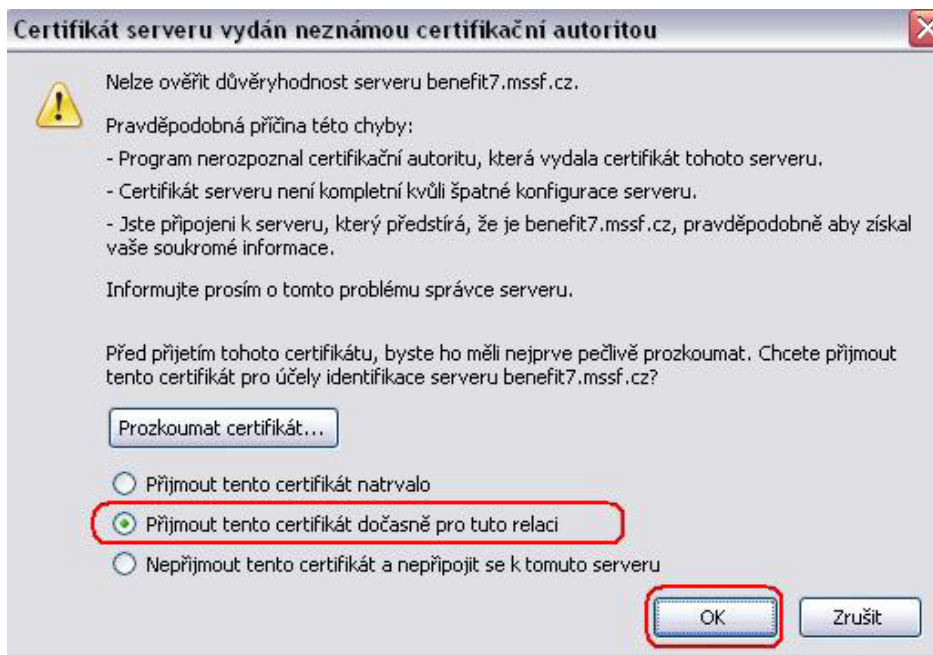 Certifikát serveru vydán neznámou certifikační autoritou
Nelze ověřit důvěryhodnost serveru benefit7.mssf.cz.
Pravděpodobná příčina této chyby:
- Program nerozpoznal certifikační autoritu, která vydala certifikát tohoto serveru.
- Certifikát serveru není kompletní kvůli špatné konfigurace serveru.
- Jste připojeni k serveru, který předstírá, že je benefit7.mssf.cz, pravděpodobně aby získal
vaše soukromé informace.
Informujte prosím o tomto problému správce serveru.
Před přijetím tohoto certifikátu, byste ho měli nejprve pečlivě prozkoumat. Chcete přijmout
tento certifikát pro účely identifikace serveru benefit7.mssf.cz?
Prozkoumat certifikát...
Přijmout tento certifikát natrvalo
Přijmout tento certifikát dočasně pro tuto relaci
Nepřijmout tento certifikát a nepřipojit se k tomuto serveru
OK Zrušit